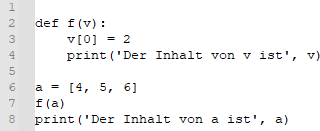 1
2 def f(v):
3     v[0] = 2
4     print('Der Inhalt von v ist', v)
5
6 a = [4, 5, 6]
7 f(a)
8 print('Der Inhalt von a ist', a)